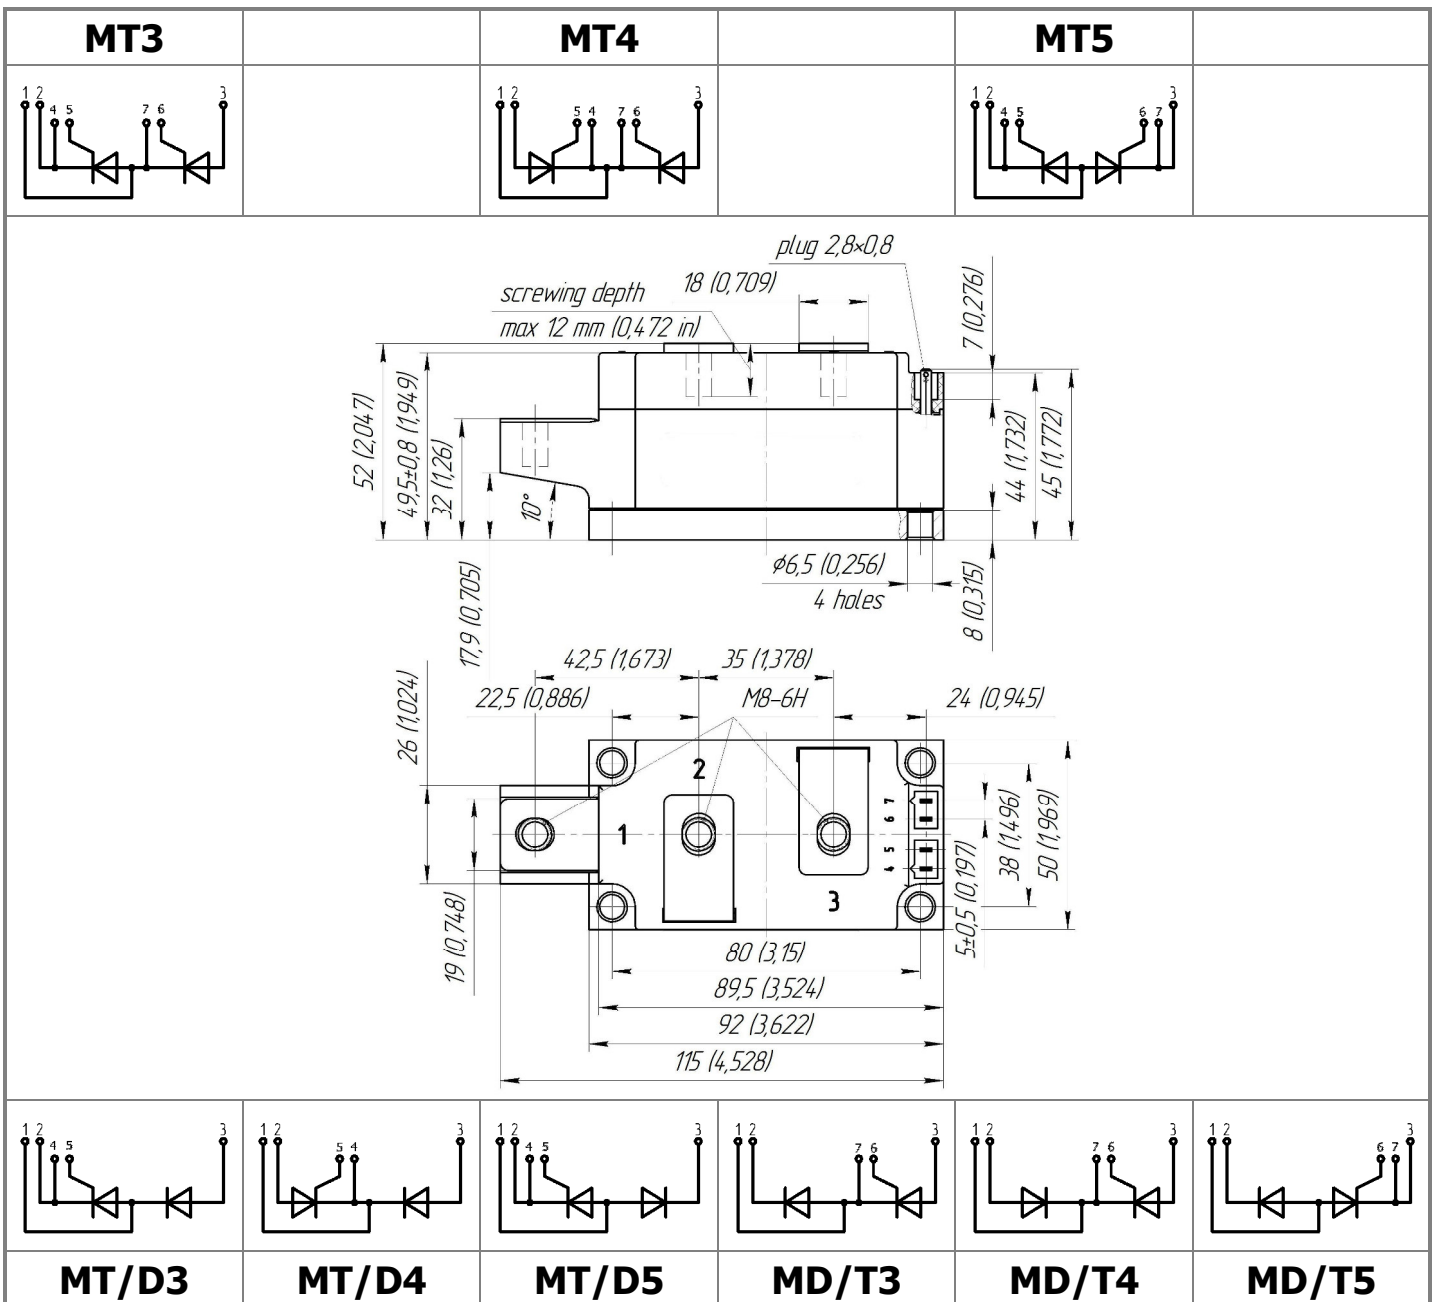 MT3 MT4 MT5
1 2 4 5 7 6 3
1 2 5 4 7 6 3
1 2 4 5 6 7 3
plug 2,8×0,8
18 (0,709)
screwing depth
max 12 mm (0,472 in)
7 (0,276)
52 (2,047)
49,5±0,8 (1,949)
32 (1,26)
10°
44 (1,732)
45 (1,772)
17,9 (0,705)
ϕ6,5 (0,256)
4 holes
8 (0,315)
42,5 (1,673)
35 (1,378)
26 (1,024)
22,5 (0,886)
M8-6H
24 (0,945)
2
1
3
7
6
5
4
19 (0,748)
5±0,5 (0,197)
38 (1,496)
50 (1,969)
80 (3,15)
89,5 (3,524)
92 (3,622)
115 (4,528)
1 2 4 5 3
1 2 5 4 3
1 2 4 5 3
1 2 7 6 3
1 2 7 6 3
1 2 6 7 3
MT/D3 MT/D4 MT/D5 MD/T3 MD/T4 MD/T5